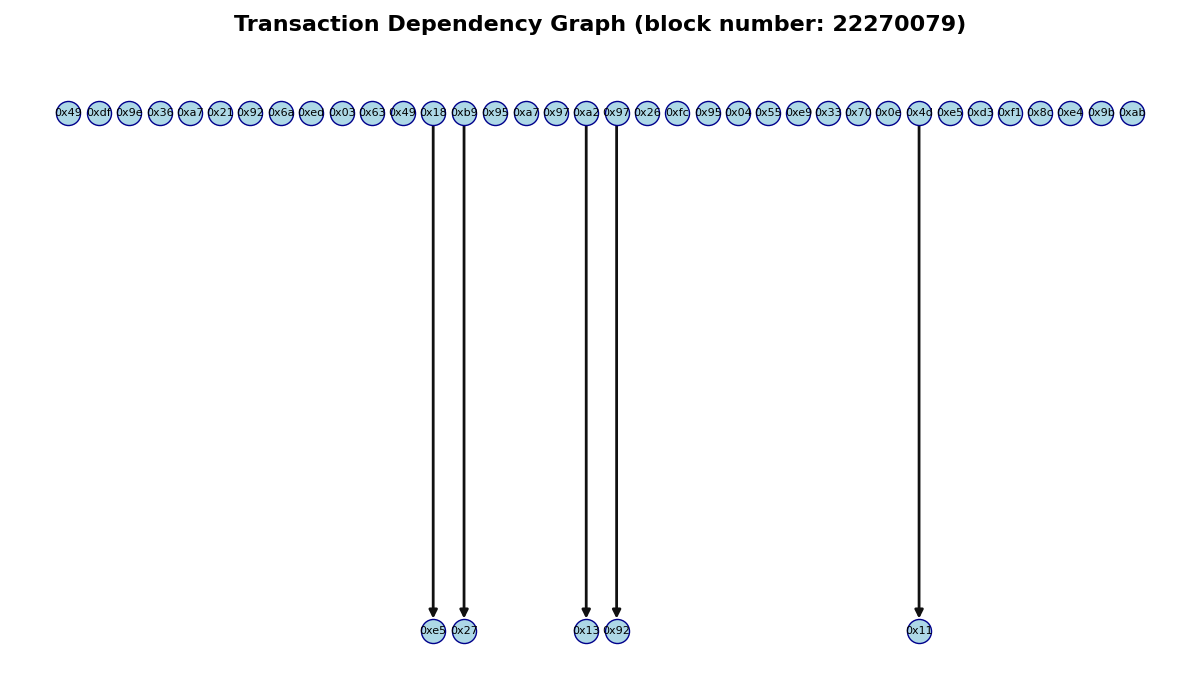 Transaction Dependency Graph (block number: 22270079)
0x49 0xdf 0x9e 0x36 0xa7 0x21 0x92 0x6a 0xed 0x03 0x63 0x49 0x18 0xb9 0x95 0xa7 0x97 0xa2 0x97 0x26 0xfc 0x95 0x04 0x55 0xe9 0x33 0x70 0x0e 0x4d 0xe5 0xd3 0xf1 0x8c 0xe4 0x9b 0xab
0xe5 0x27 0x13 0x92 0x11